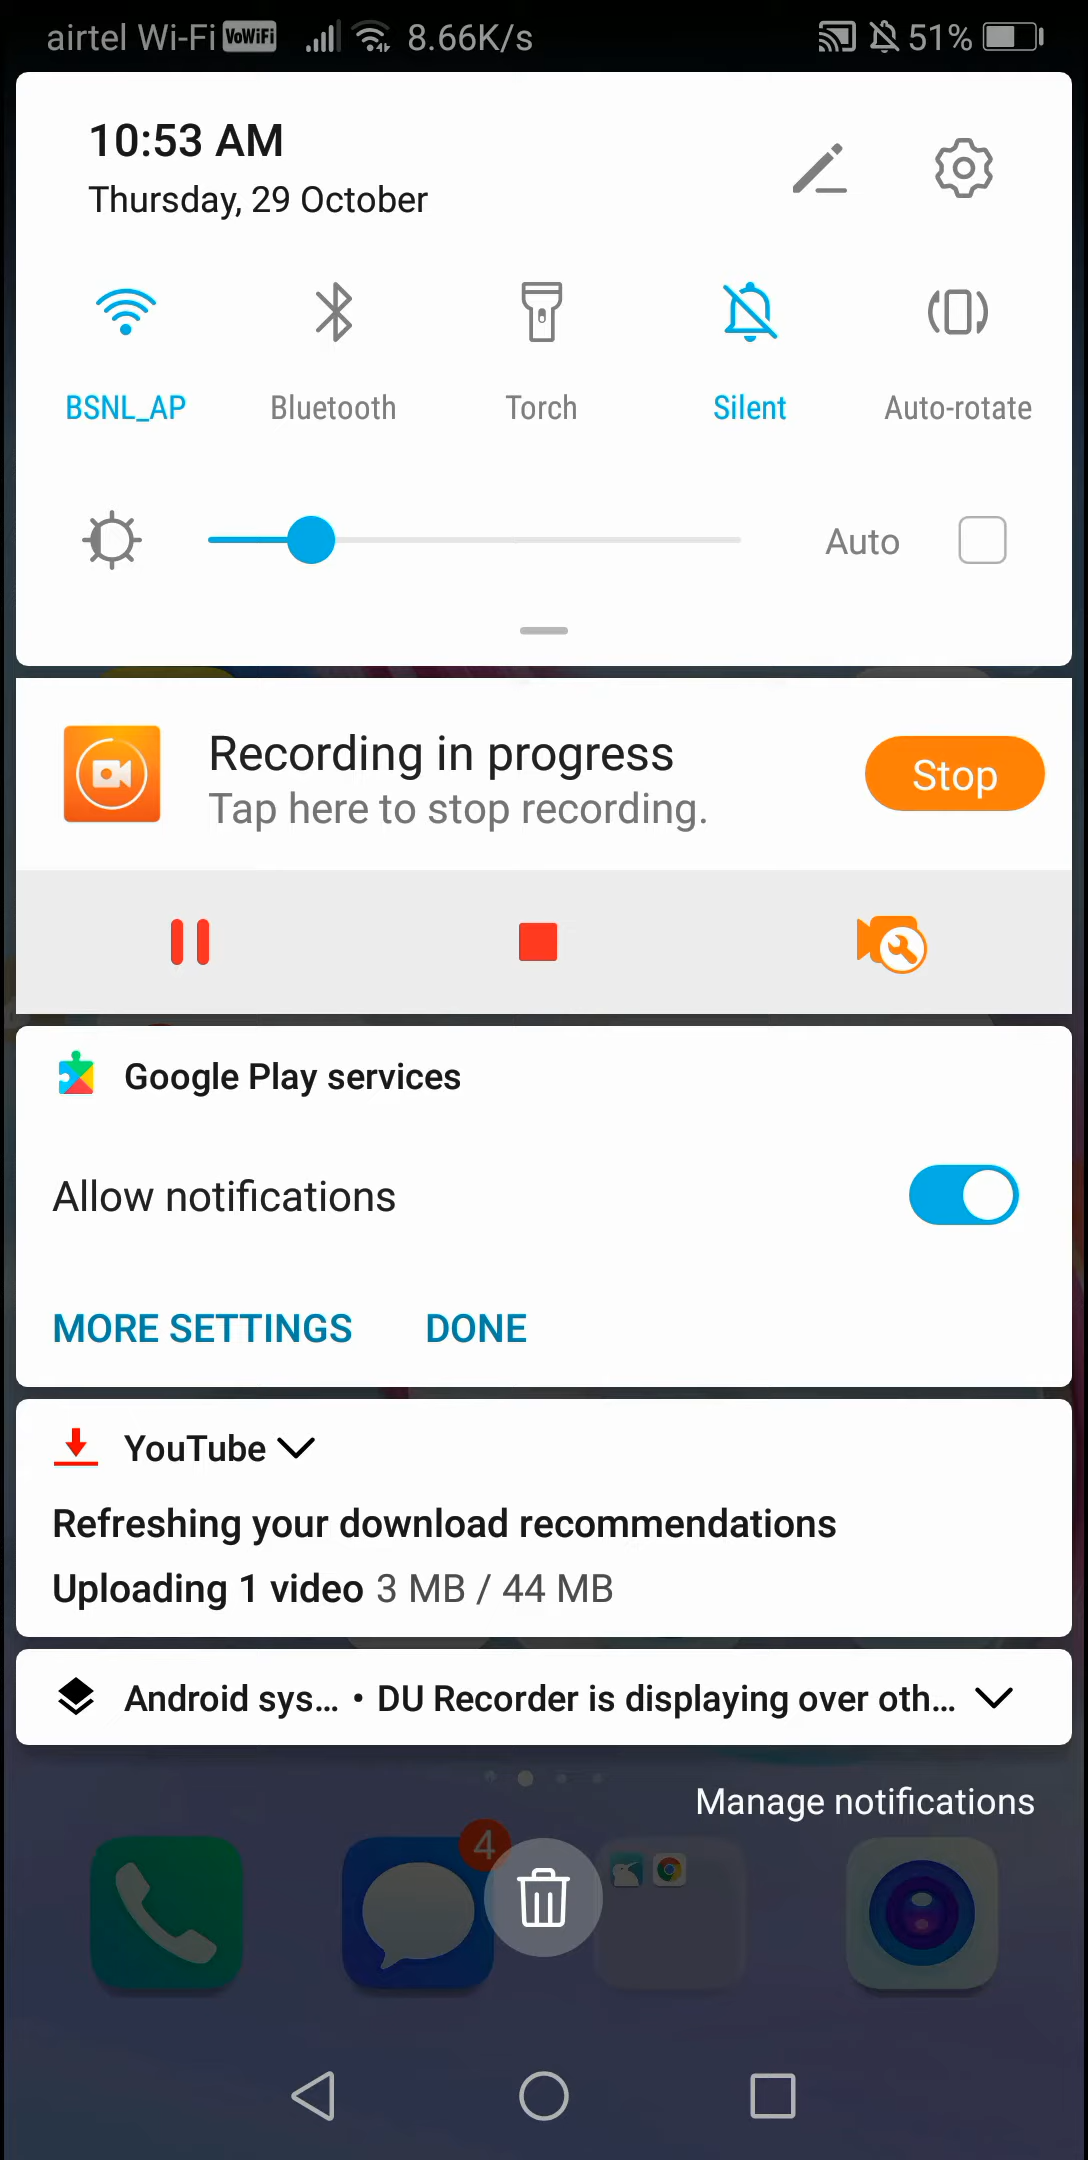 airtel Wi-Fi VoWiFi 8.66K/s 51%
10:53 AM
Thursday, 29 October
BSNL_AP Bluetooth Torch Silent Auto-rotate
Auto
Recording in progress
Tap here to stop recording.
Stop
Google Play services
Allow notifications
MORE SETTINGS DONE
YouTube
Refreshing your download recommendations
Uploading 1 video 3 MB / 44 MB
Android sys... • DU Recorder is displaying over oth...
Manage notifications
4